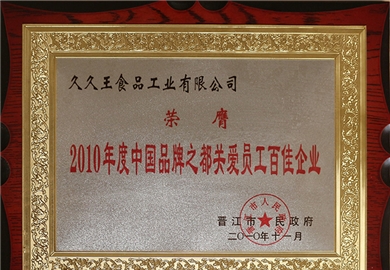 久久王食品工业有限公司
荣膺
2010年度中国品牌之都关爱员工百佳企业
晋江市人民政府
二〇一〇年十一月